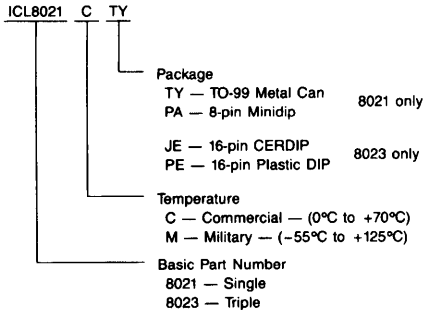 ICL8021 C TY
Package
TY — TO-99 Metal Can
PA — 8-pin Minidip
8021 only
JE — 16-pin CERDIP
PE — 16-pin Plastic DIP
8023 only
Temperature
C — Commercial — (0°C to +70°C)
M — Military — (-55°C to +125°C)
Basic Part Number
8021 — Single
8023 — Triple